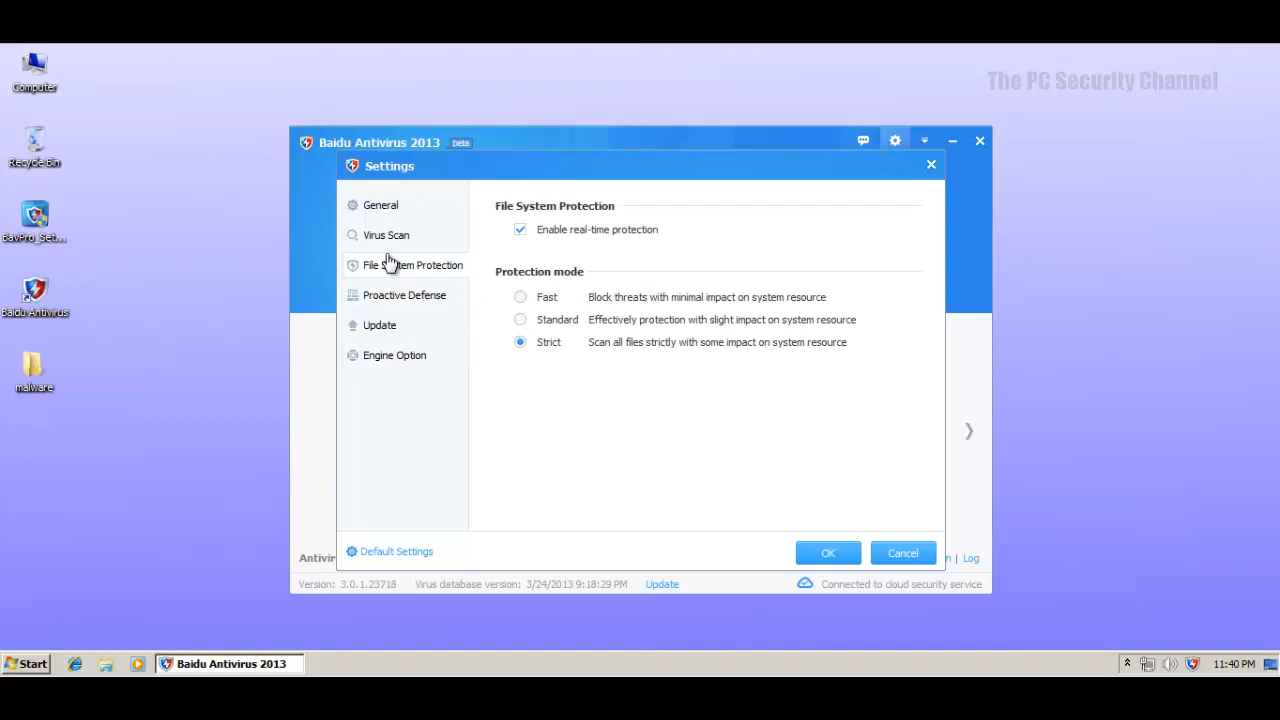 The PC Security Channel
Computer
Recycle Bin
BavPro_Set...
Baidu Antivirus
malware
Baidu Antivirus 2013 beta
Settings
General
Virus Scan
File System Protection
Proactive Defense
Update
Engine Option
File System Protection
Enable real-time protection
Protection mode
Fast Block threats with minimal impact on system resource
Standard Effectively protection with slight impact on system resource
Strict Scan all files strictly with some impact on system resource
Default Settings
OK
Cancel
| Log
Version: 3.0.1.23718 Virus database version: 3/24/2013 9:18:29 PM Update Connected to cloud security service
Start
Baidu Antivirus 2013
11:40 PM